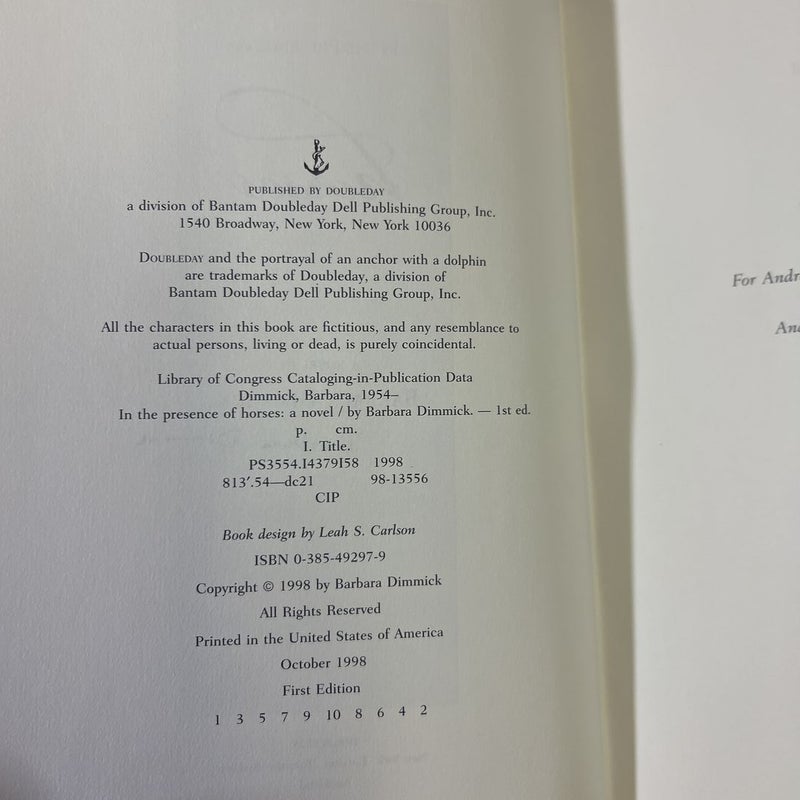 PUBLISHED BY DOUBLEDAY
a division of Bantam Doubleday Dell Publishing Group, Inc.
1540 Broadway, New York, New York 10036
DOUBLEDAY and the portrayal of an anchor with a dolphin
are trademarks of Doubleday, a division of
Bantam Doubleday Dell Publishing Group, Inc.
All the characters in this book are fictitious, and any resemblance to
actual persons, living or dead, is purely coincidental.
Library of Congress Cataloging-in-Publication Data
Dimmick, Barbara, 1954–
In the presence of horses: a novel / by Barbara Dimmick. — 1st ed.
p. cm.
I. Title.
PS3554.I4379I58 1998
813'.54—dc21 98-13556
CIP
Book design by Leah S. Carlson
ISBN 0-385-49297-9
Copyright © 1998 by Barbara Dimmick
All Rights Reserved
Printed in the United States of America
October 1998
First Edition
1 3 5 7 9 10 8 6 4 2
For